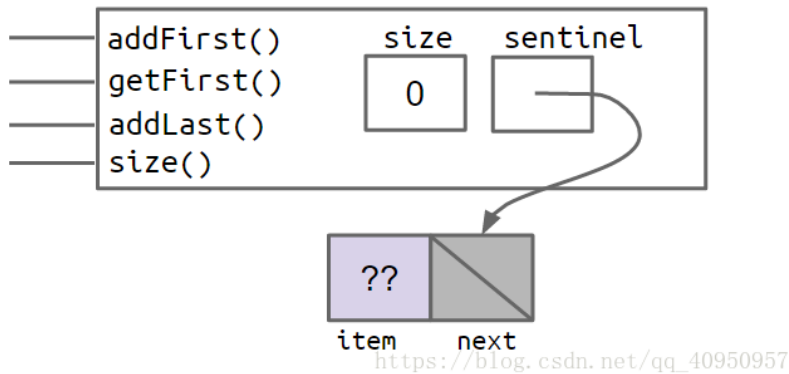 addFirst() size sentinel
getFirst()
0
addLast()
size()
??
item next
https://blog.csdn.net/qq_40950957